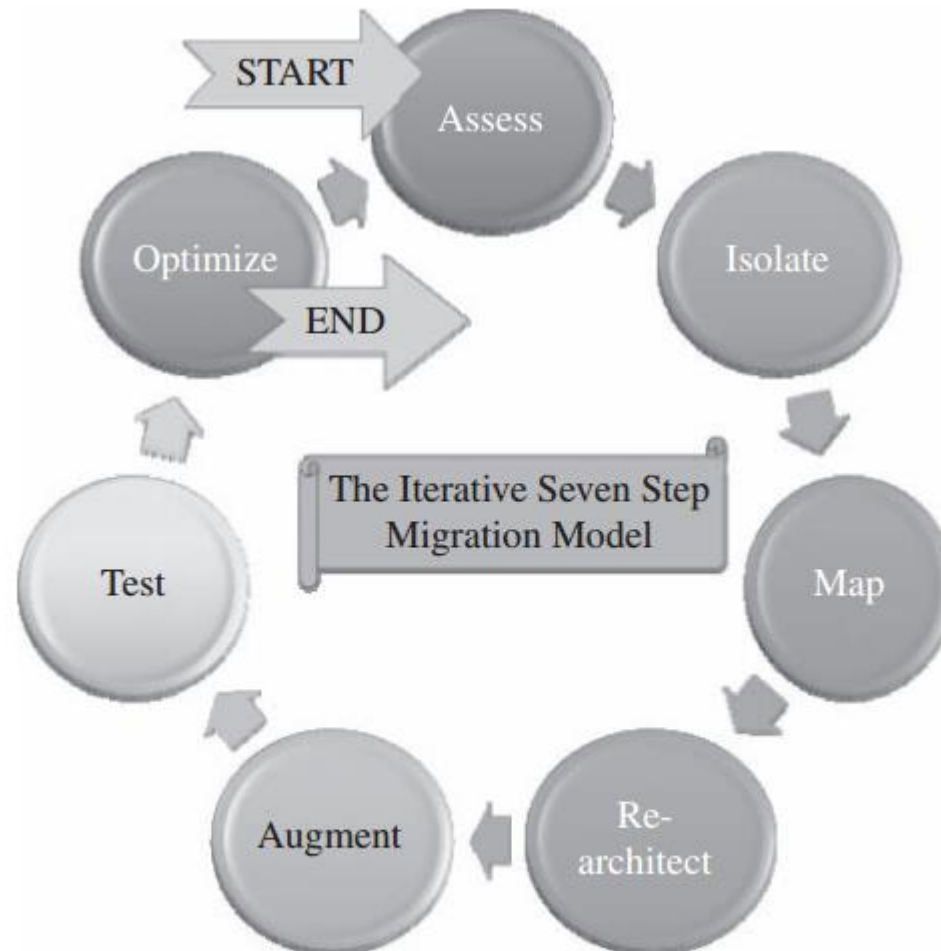 START
Assess
Isolate
Map
Re-
architect
Augment
Test
Optimize
END
The Iterative Seven Step
Migration Model